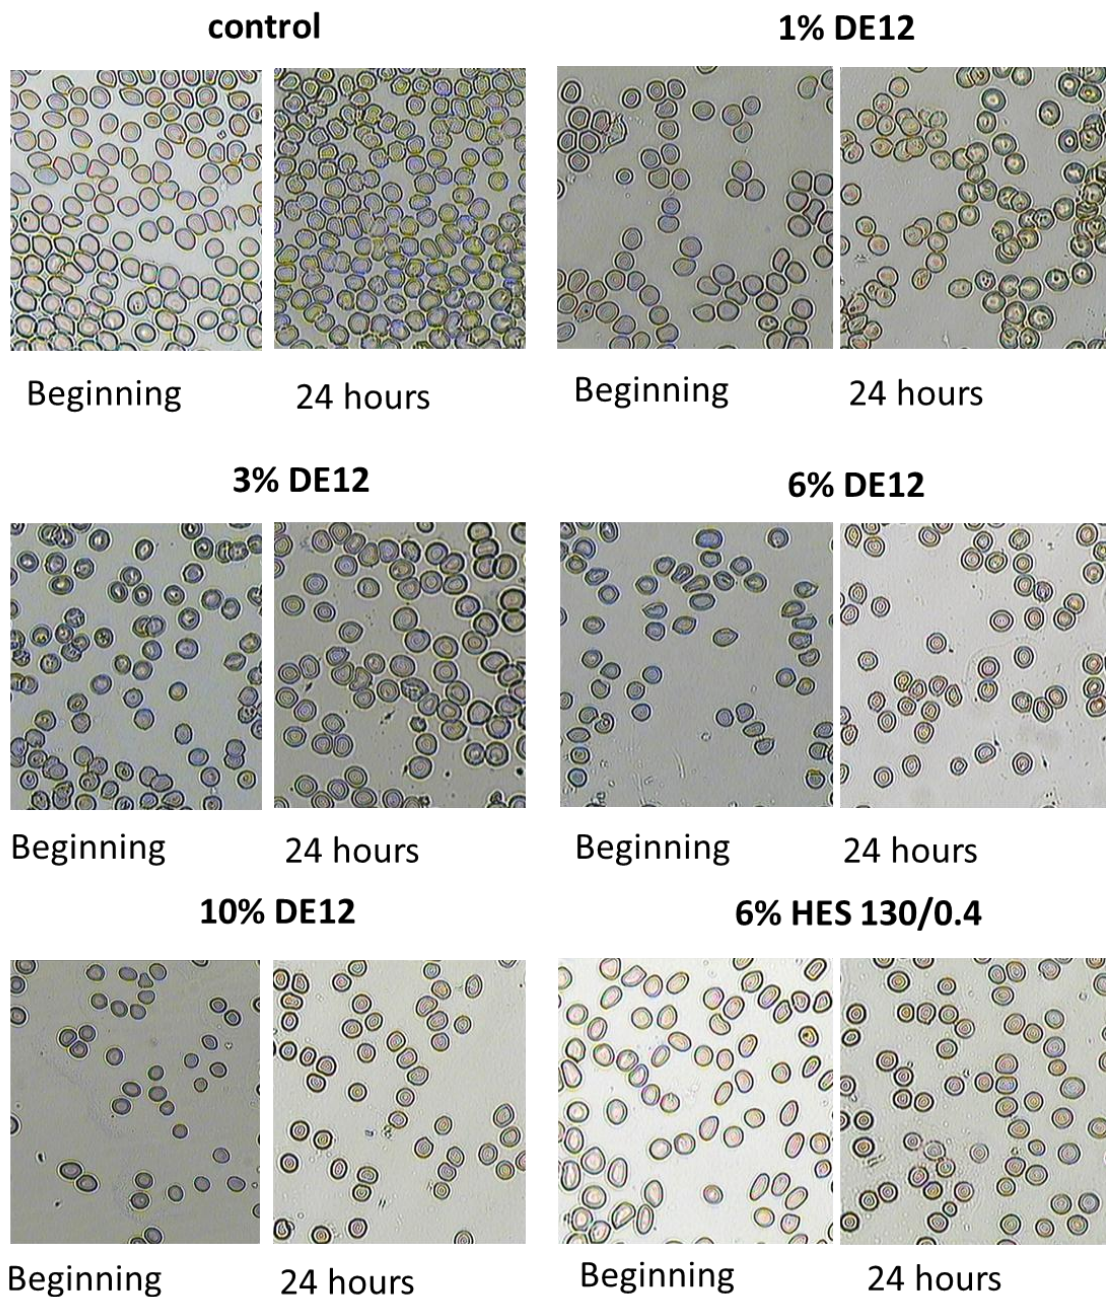 control
1% DE12
Beginning
24 hours
Beginning
24 hours
3% DE12
6% DE12
Beginning
24 hours
Beginning
24 hours
10% DE12
6% HES 130/0.4
Beginning
24 hours
Beginning
24 hours